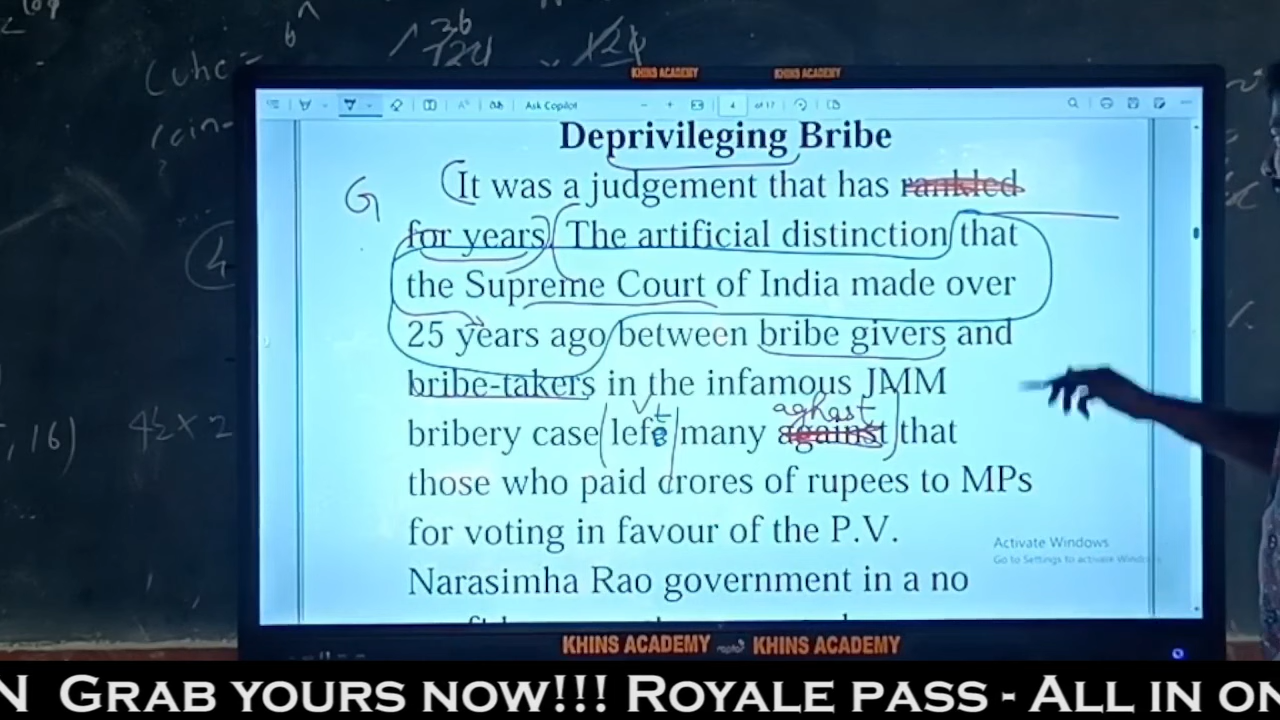 KHINS ACADEMY KHINS ACADEMY
Ask Copilot
4 of 17
Deprivileging Bribe
G It was a judgement that has rankled
for years. The artificial distinction that
the Supreme Court of India made over
25 years ago between bribe givers and
bribe-takers in the infamous JMM
aghast
bribery case left many against that
those who paid crores of rupees to MPs
for voting in favour of the P.V.
Narasimha Rao government in a no
Activate Windows
Go to Settings to activate Windo
KHINS ACADEMY KHINS ACADEMY
N GRAB YOURS NOW!!! ROYALE PASS - ALL IN ON